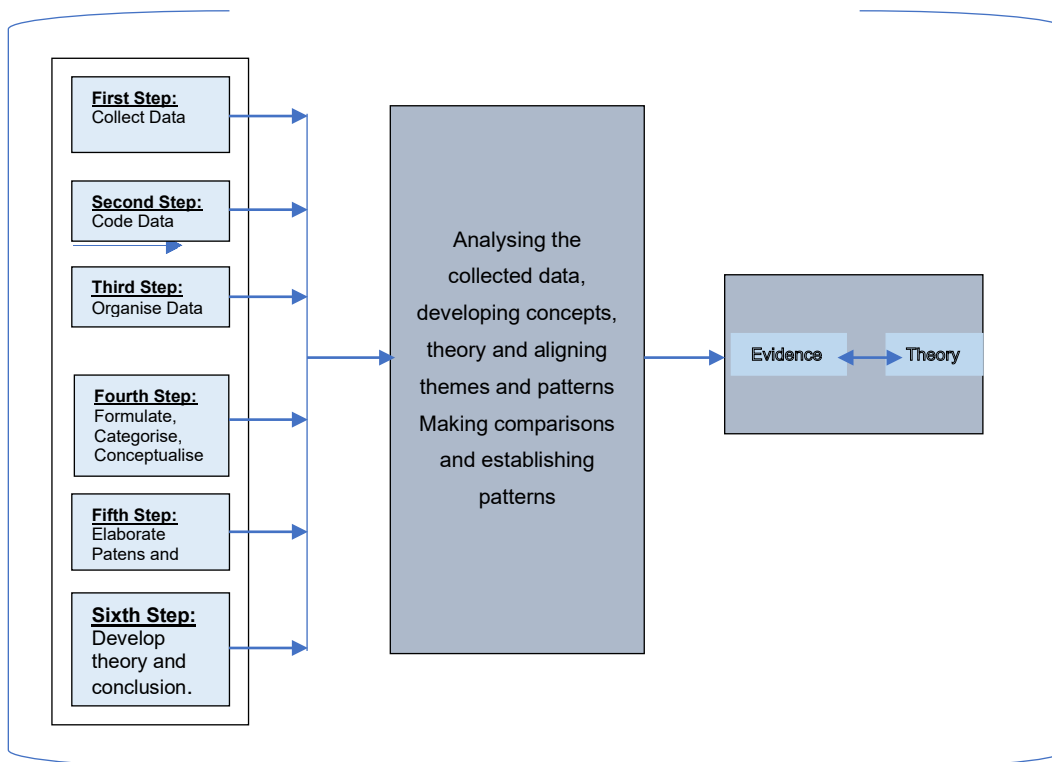 First Step:
Collect Data
Second Step:
Code Data
Third Step:
Organise Data
Fourth Step:
Formulate,
Categorise,
Conceptualise
Fifth Step:
Elaborate
Patens and
Sixth Step:
Develop
theory and
conclusion.
Analysing the
collected data,
developing concepts,
theory and aligning
themes and patterns
Making comparisons
and establishing
patterns
Evidence
Theory